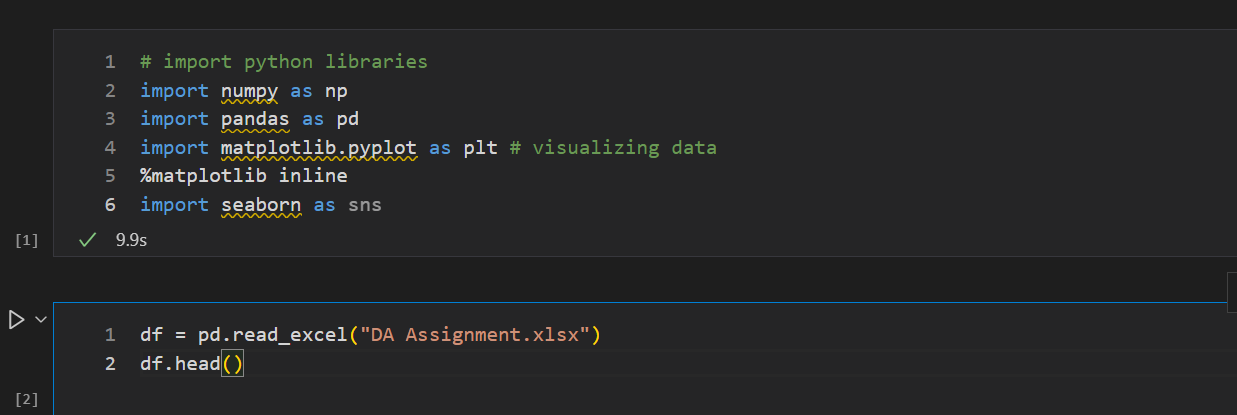 1 # import python libraries
2 import numpy as np
3 import pandas as pd
4 import matplotlib.pyplot as plt # visualizing data
5 %matplotlib inline
6 import seaborn as sns
[1] 9.9s
1 df = pd.read_excel("DA Assignment.xlsx")
2 df.head()
[2]